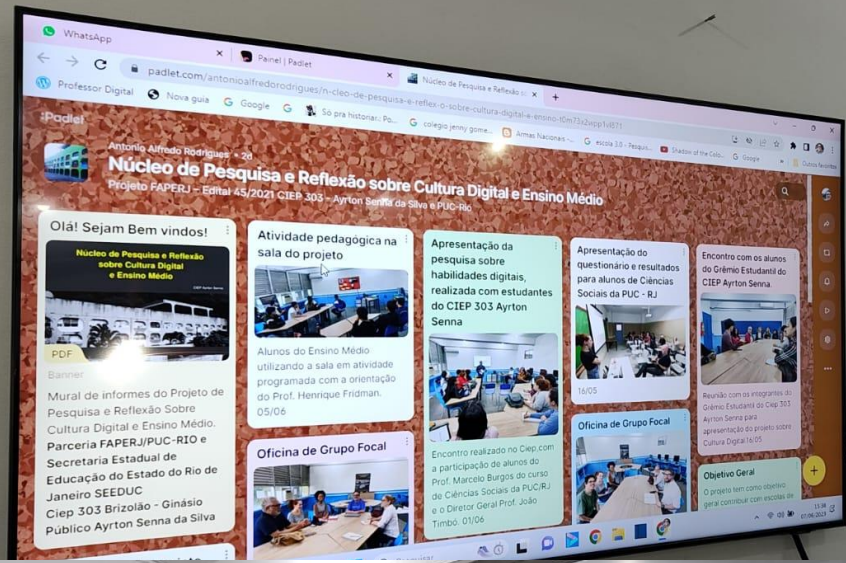 WhatsApp
Painel | Padlet
Núcleo de Pesquisa e Reflexão so
padlet.com/antonioalfredorodrigues/n-cleo-de-pesquisa-e-reflex-o-sobre-cultura-digital-e-ensino-
Professor Digital
Nova guia
Google
Só pra historiar: Po...
colegio jenny gome...
Armas Nacionais -...
escola 3.0 - Pesquis...
Shadow of the Colo...
Google
Outros favoritos
:Padlet
Antonio Alfredo Rodrigues • 2d
Núcleo de Pesquisa e Reflexão sobre Cultura Digital e Ensino Médio
Projeto FAPERJ – Edital 45/2021 CIEP 303 - Ayrton Senna da Silva e PUC-Rio
Olá! Sejam Bem vindos!
Núcleo de Pesquisa e Reflexão
sobre Cultura Digital
e Ensino Médio
PDF
Banner
Mural de informes do Projeto de
Pesquisa e Reflexão Sobre
Cultura Digital e Ensino Médio.
Parceria FAPERJ/PUC-RIO e
Secretaria Estadual de
Educação do Estado do Rio de
Janeiro SEEDUC
Ciep 303 Brizolão - Ginásio
Público Ayrton Senna da Silva
Atividade pedagógica na
sala do projeto
Alunos do Ensino Médio
utilizando a sala em atividade
programada com a orientação
do Prof. Henrique Fridman.
05/06
Oficina de Grupo Focal
Apresentação da
pesquisa sobre
habilidades digitais,
realizada com estudantes
do CIEP 303 Ayrton
Senna
Encontro realizado no Ciep,com
a participação de alunos do
Prof. Marcelo Burgos do curso
de Ciências Sociais da PUC/RJ
e o Diretor Geral Prof. João
Timbó. 01/06
Apresentação do
questionário e resultados
para alunos de Ciências
Sociais da PUC - RJ
16/05
Oficina de Grupo Focal
Encontro com os alunos
do Grêmio Estudantil do
CIEP Ayrton Senna.
Reunião com os integrantes do
Grêmio Estudantil do Ciep 303
Ayrton Senna para
apresentação do projeto sobre
Cultura Digital 16/05
Objetivo Geral
O projeto tem como objetivo
geral contribuir com escolas de
Pesquisar
07/06/2023